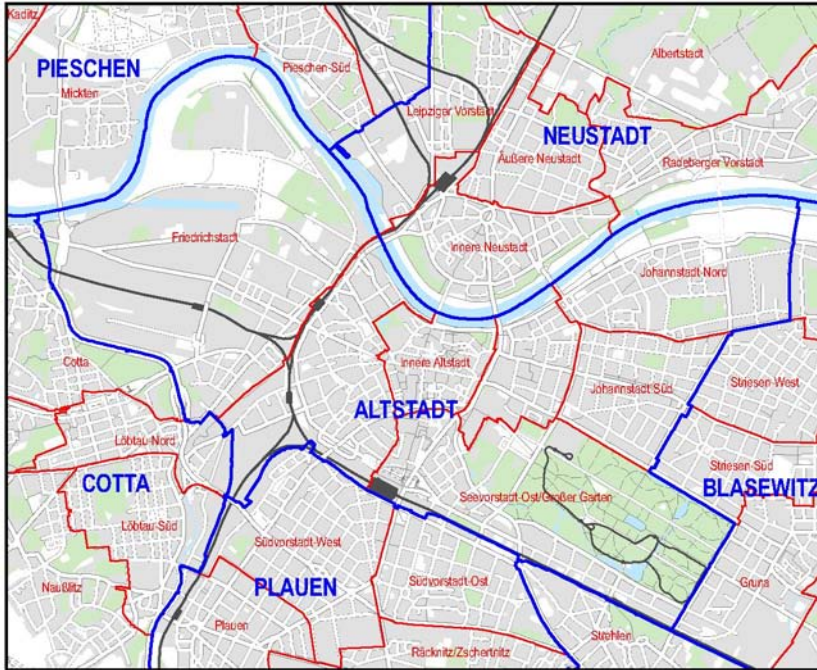 Kaditz
PIESCHEN
Mickten
Pieschen-Süd
Albertstadt
Leipziger Vorstadt
NEUSTADT
Äußere Neustadt
Radeberger Vorstadt
Friedrichstadt
Innere Neustadt
Johannstadt-Nord
Cotta
Innere Altstadt
Johannstadt-Süd
Striesen-West
ALTSTADT
Löbtau-Nord
Striesen-Süd
COTTA
BLASEWITZ
Seevorstadt-Ost/Großer Garten
Löbtau-Süd
Südvorstadt-West
Naußlitz
PLAUEN
Südvorstadt-Ost
Gruna
Plauen
Strehlen
Räcknitz/Zschertnitz